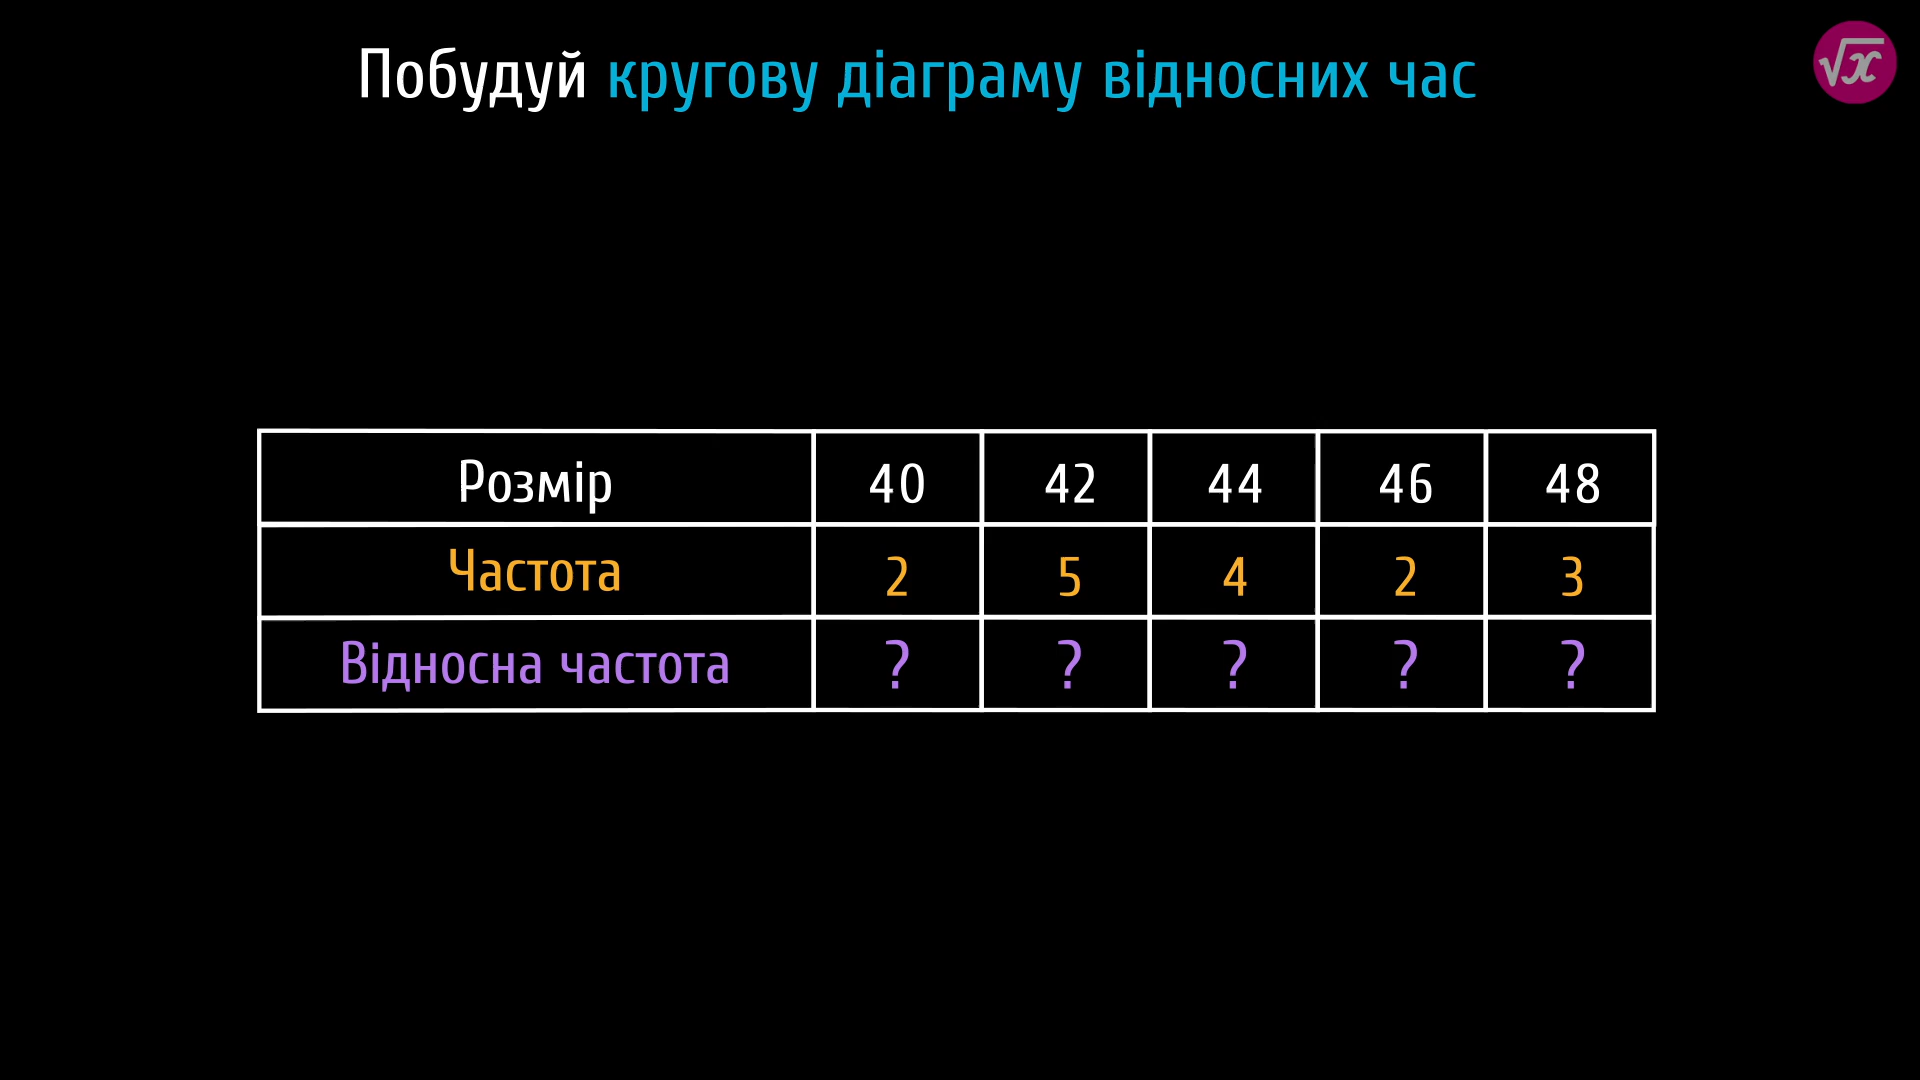 Побудуй кругову діаграму відносних час
√x
Розмір 40 42 44 46 48
Частота 2 5 4 2 3
Відносна частота ? ? ? ? ?